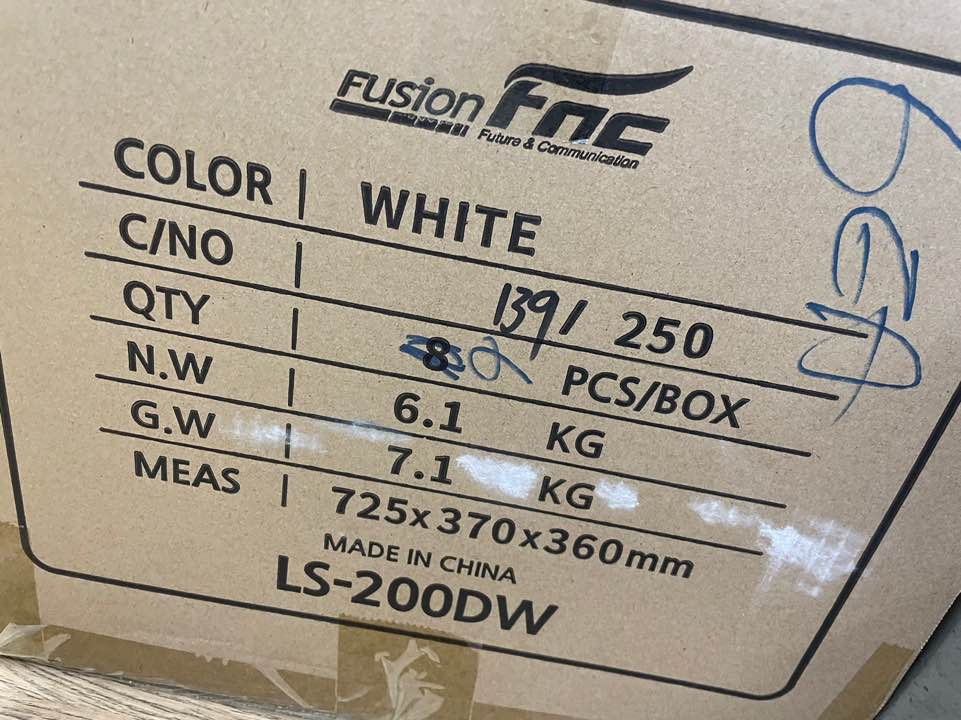 FUSION FNC
Future & Communication
COLOR | WHITE
C/NO | 139/ 250
QTY | 8 PCS/BOX
N.W | 6.1 KG
G.W | 7.1 KG
MEAS | 725x370x360mm
MADE IN CHINA
LS-200DW